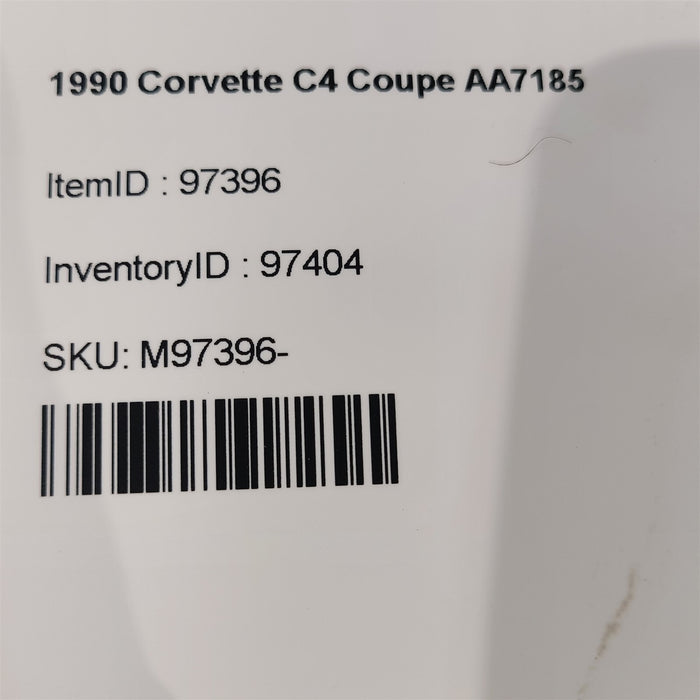 1990 Corvette C4 Coupe AA7185
ItemID : 97396
InventoryID : 97404
SKU: M97396-